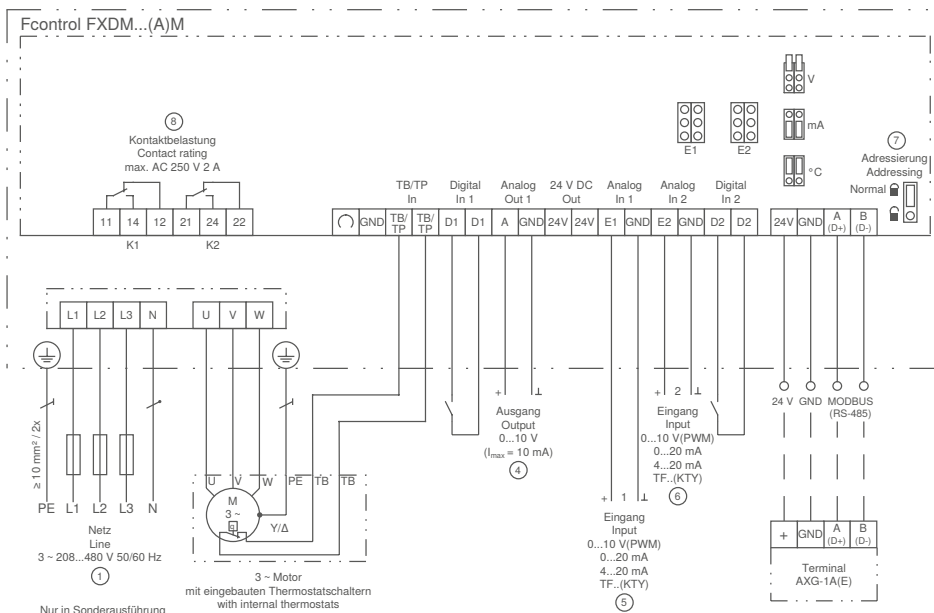 Fcontrol FXDM...(A)M
8
Kontaktbelastung
Contact rating
max. AC 250 V 2 A
11 14 12 21 24 22
K1 K2
V
mA
°C
E1 E2
7
Adressierung
Addressing
Normal
TB/TP
In
Digital
In 1
Analog
Out 1
24 V DC
Out
Analog
In 1
Analog
In 2
Digital
In 2
GND TB/TP TB/TP D1 D1 A GND 24V 24V E1 GND E2 GND D2 D2
24V GND A (D+) B (D-)
L1 L2 L3 N
U V W
≥ 10 mm² / 2x
PE L1 L2 L3 N
Netz
Line
3 ~ 208...480 V 50/60 Hz
1
Nur in Sonderausführung
U V W PE TB TB
M
3 ~
Y/Δ
3 ~ Motor
mit eingebauten Thermostatschaltern
with internal thermostats
+ ⊥
Ausgang
Output
0...10 V
(Imax = 10 mA)
4
+ 1 ⊥
Eingang
Input
0...10 V(PWM)
0...20 mA
4...20 mA
TF..(KTY)
5
+ 2 ⊥
Eingang
Input
0...10 V(PWM)
0...20 mA
4...20 mA
TF..(KTY)
6
24 V GND MODBUS
(RS-485)
+ GND A (D+) B (D-)
Terminal
AXG-1A(E)